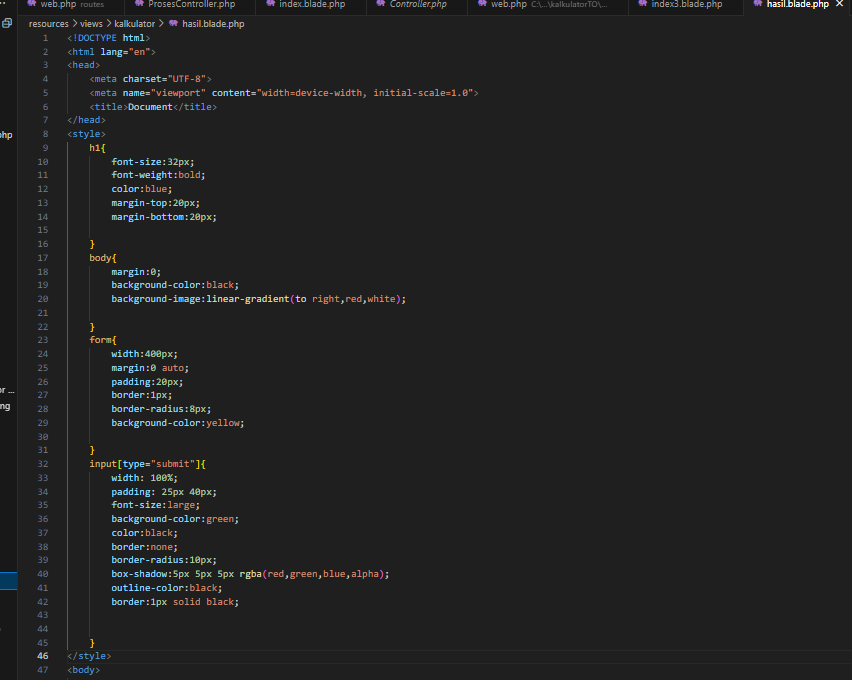 web.php routes
ProsesController.php
index.blade.php
Controller.php
web.php C:\...\kalkulatorTO\...
index3.blade.php
hasil.blade.php
resources > views > kalkulator > hasil.blade.php
1 <!DOCTYPE html>
2 <html lang="en">
3 <head>
4 <meta charset="UTF-8">
5 <meta name="viewport" content="width=device-width, initial-scale=1.0">
6 <title>Document</title>
7 </head>
8 <style>
9 h1{
10 font-size:32px;
11 font-weight:bold;
12 color:blue;
13 margin-top:20px;
14 margin-bottom:20px;
15
16 }
17 body{
18 margin:0;
19 background-color:black;
20 background-image:linear-gradient(to right,red,white);
21
22 }
23 form{
24 width:400px;
25 margin:0 auto;
26 padding:20px;
27 border:1px;
28 border-radius:8px;
29 background-color:yellow;
30
31 }
32 input[type="submit"]{
33 width: 100%;
34 padding: 25px 40px;
35 font-size:large;
36 background-color:green;
37 color:black;
38 border:none;
39 border-radius:10px;
40 box-shadow:5px 5px 5px rgba(red,green,blue,alpha);
41 outline-color:black;
42 border:1px solid black;
43
44
45 }
46 </style>
47 <body>
php
or ...
ng